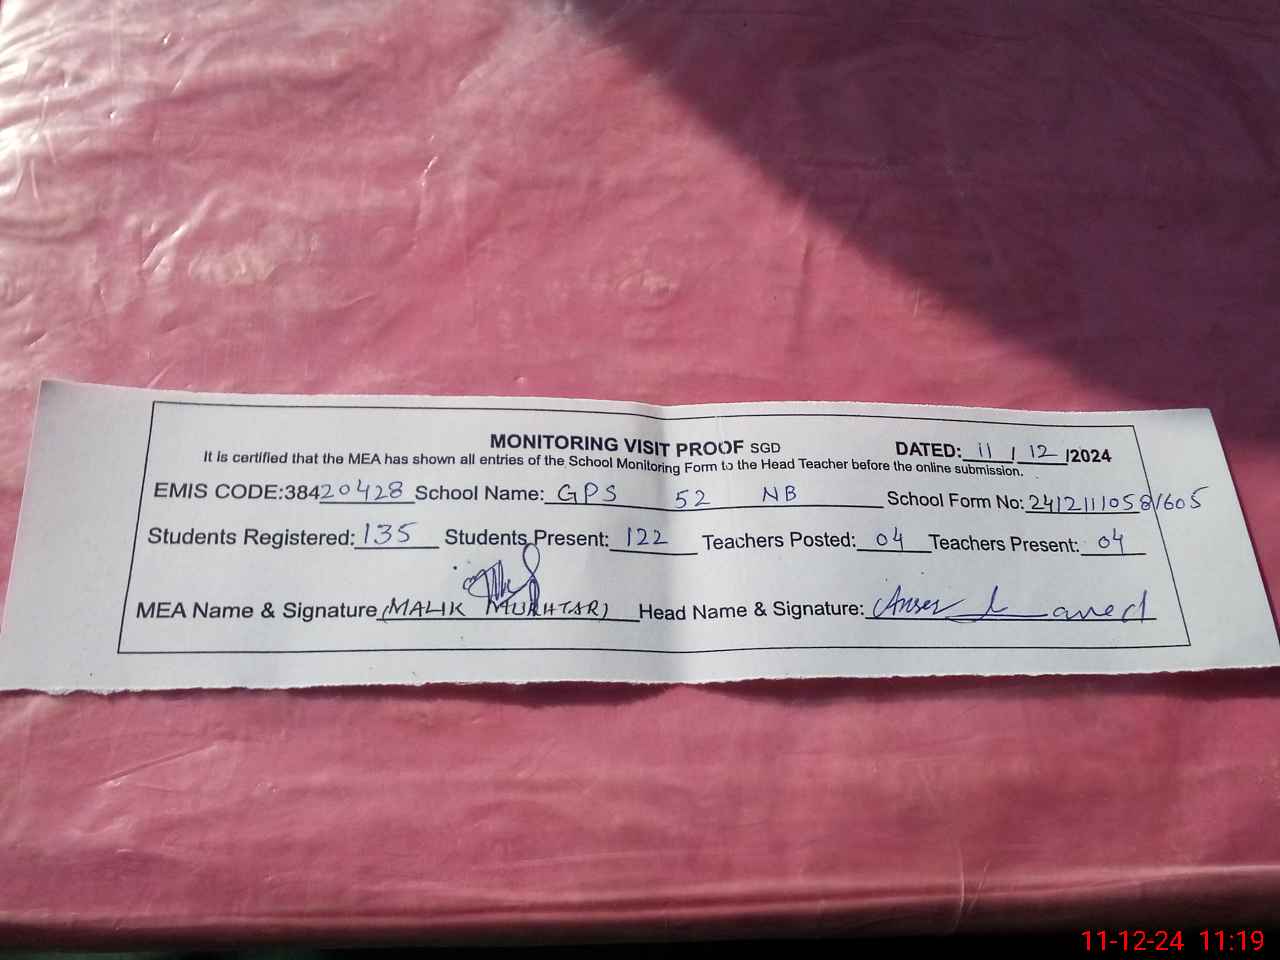 MONITORING VISIT PROOF SGD DATED: 11 / 12 /2024
It is certified that the MEA has shown all entries of the School Monitoring Form to the Head Teacher before the online submission.
EMIS CODE:38420428 School Name: GPS 52 NB School Form No: 24121110581605
Students Registered: 135 Students Present: 122 Teachers Posted: 04 Teachers Present: 04
MEA Name & Signature (MALIK MUKHTAR) Head Name & Signature:
11-12-24 11:19